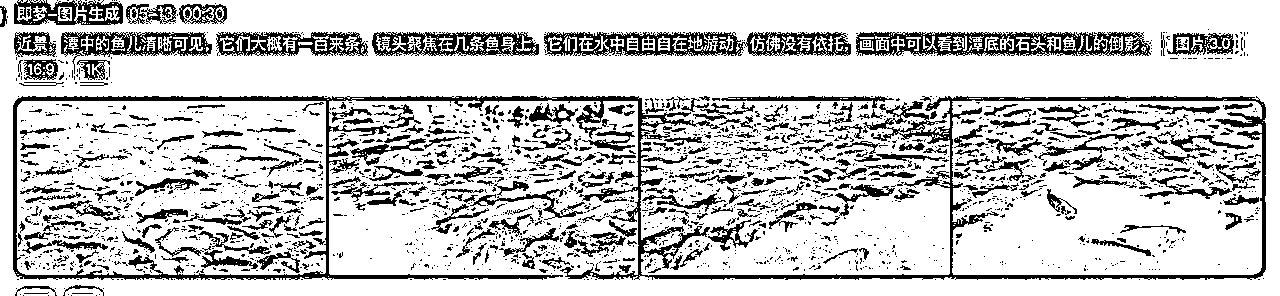 即梦-图片生成 05-13 00:30
近景，潭中的鱼儿清晰可见，它们大概有一百来条，镜头聚焦在几条鱼身上，它们在水中自由自在地游动，仿佛没有依托，画面中可以看到潭底的石头和鱼儿的倒影。 图片 3.0
16:9 1K